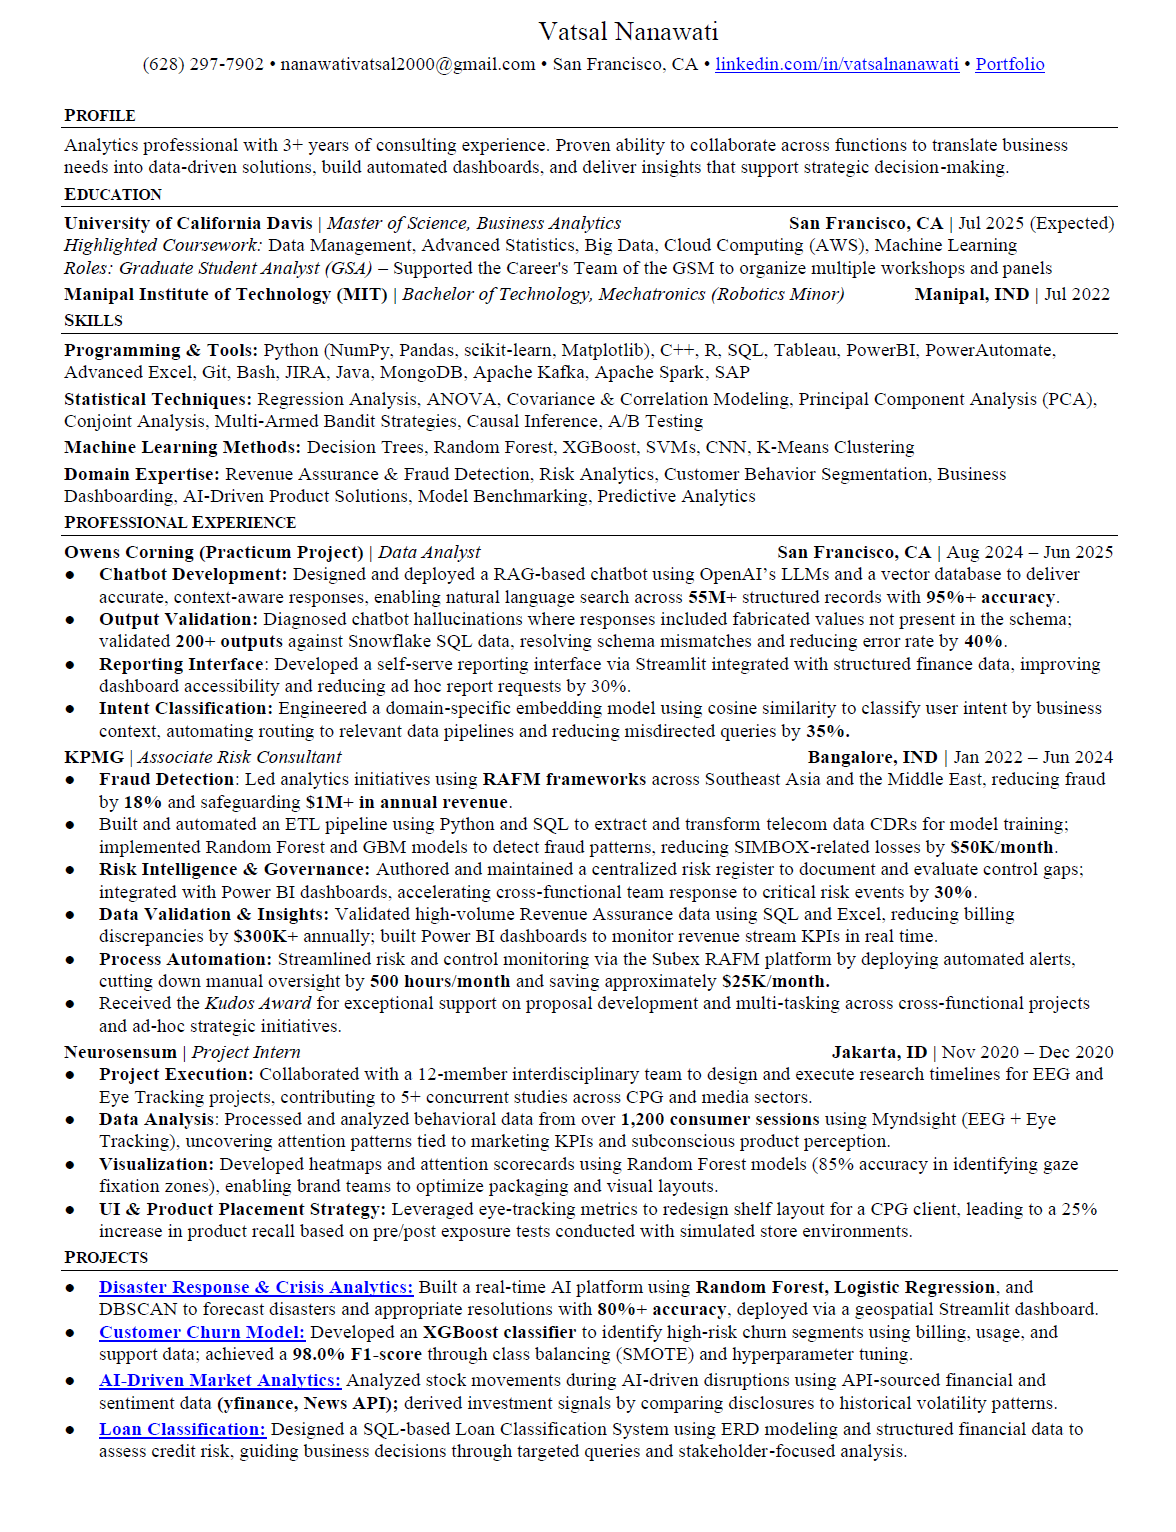 Vatsal Nanawati
(628) 297-7902 • nanawativatsal2000@gmail.com • San Francisco, CA • linkedin.com/in/vatsalnanawati • Portfolio
PROFILE
Analytics professional with 3+ years of consulting experience. Proven ability to collaborate across functions to translate business
needs into data-driven solutions, build automated dashboards, and deliver insights that support strategic decision-making.
EDUCATION
University of California Davis | Master of Science, Business Analytics San Francisco, CA | Jul 2025 (Expected)
Highlighted Coursework: Data Management, Advanced Statistics, Big Data, Cloud Computing (AWS), Machine Learning
Roles: Graduate Student Analyst (GSA) – Supported the Career's Team of the GSM to organize multiple workshops and panels
Manipal Institute of Technology (MIT) | Bachelor of Technology, Mechatronics (Robotics Minor) Manipal, IND | Jul 2022
SKILLS
Programming & Tools: Python (NumPy, Pandas, scikit-learn, Matplotlib), C++, R, SQL, Tableau, PowerBI, PowerAutomate,
Advanced Excel, Git, Bash, JIRA, Java, MongoDB, Apache Kafka, Apache Spark, SAP
Statistical Techniques: Regression Analysis, ANOVA, Covariance & Correlation Modeling, Principal Component Analysis (PCA),
Conjoint Analysis, Multi-Armed Bandit Strategies, Causal Inference, A/B Testing
Machine Learning Methods: Decision Trees, Random Forest, XGBoost, SVMs, CNN, K-Means Clustering
Domain Expertise: Revenue Assurance & Fraud Detection, Risk Analytics, Customer Behavior Segmentation, Business
Dashboarding, AI-Driven Product Solutions, Model Benchmarking, Predictive Analytics
PROFESSIONAL EXPERIENCE
Owens Corning (Practicum Project) | Data Analyst San Francisco, CA | Aug 2024 – Jun 2025
● Chatbot Development: Designed and deployed a RAG-based chatbot using OpenAI's LLMs and a vector database to deliver
accurate, context-aware responses, enabling natural language search across 55M+ structured records with 95%+ accuracy.
● Output Validation: Diagnosed chatbot hallucinations where responses included fabricated values not present in the schema;
validated 200+ outputs against Snowflake SQL data, resolving schema mismatches and reducing error rate by 40%.
● Reporting Interface: Developed a self-serve reporting interface via Streamlit integrated with structured finance data, improving
dashboard accessibility and reducing ad hoc report requests by 30%.
● Intent Classification: Engineered a domain-specific embedding model using cosine similarity to classify user intent by business
context, automating routing to relevant data pipelines and reducing misdirected queries by 35%.
KPMG | Associate Risk Consultant Bangalore, IND | Jan 2022 – Jun 2024
● Fraud Detection: Led analytics initiatives using RAFM frameworks across Southeast Asia and the Middle East, reducing fraud
by 18% and safeguarding $1M+ in annual revenue.
● Built and automated an ETL pipeline using Python and SQL to extract and transform telecom data CDRs for model training;
implemented Random Forest and GBM models to detect fraud patterns, reducing SIMBOX-related losses by $50K/month.
● Risk Intelligence & Governance: Authored and maintained a centralized risk register to document and evaluate control gaps;
integrated with Power BI dashboards, accelerating cross-functional team response to critical risk events by 30%.
● Data Validation & Insights: Validated high-volume Revenue Assurance data using SQL and Excel, reducing billing
discrepancies by $300K+ annually; built Power BI dashboards to monitor revenue stream KPIs in real time.
● Process Automation: Streamlined risk and control monitoring via the Subex RAFM platform by deploying automated alerts,
cutting down manual oversight by 500 hours/month and saving approximately $25K/month.
● Received the Kudos Award for exceptional support on proposal development and multi-tasking across cross-functional projects
and ad-hoc strategic initiatives.
Neurosensum | Project Intern Jakarta, ID | Nov 2020 – Dec 2020
● Project Execution: Collaborated with a 12-member interdisciplinary team to design and execute research timelines for EEG and
Eye Tracking projects, contributing to 5+ concurrent studies across CPG and media sectors.
● Data Analysis: Processed and analyzed behavioral data from over 1,200 consumer sessions using Myndsight (EEG + Eye
Tracking), uncovering attention patterns tied to marketing KPIs and subconscious product perception.
● Visualization: Developed heatmaps and attention scorecards using Random Forest models (85% accuracy in identifying gaze
fixation zones), enabling brand teams to optimize packaging and visual layouts.
● UI & Product Placement Strategy: Leveraged eye-tracking metrics to redesign shelf layout for a CPG client, leading to a 25%
increase in product recall based on pre/post exposure tests conducted with simulated store environments.
PROJECTS
● Disaster Response & Crisis Analytics: Built a real-time AI platform using Random Forest, Logistic Regression, and
DBSCAN to forecast disasters and appropriate resolutions with 80%+ accuracy, deployed via a geospatial Streamlit dashboard.
● Customer Churn Model: Developed an XGBoost classifier to identify high-risk churn segments using billing, usage, and
support data; achieved a 98.0% F1-score through class balancing (SMOTE) and hyperparameter tuning.
● AI-Driven Market Analytics: Analyzed stock movements during AI-driven disruptions using API-sourced financial and
sentiment data (yfinance, News API); derived investment signals by comparing disclosures to historical volatility patterns.
● Loan Classification: Designed a SQL-based Loan Classification System using ERD modeling and structured financial data to
assess credit risk, guiding business decisions through targeted queries and stakeholder-focused analysis.